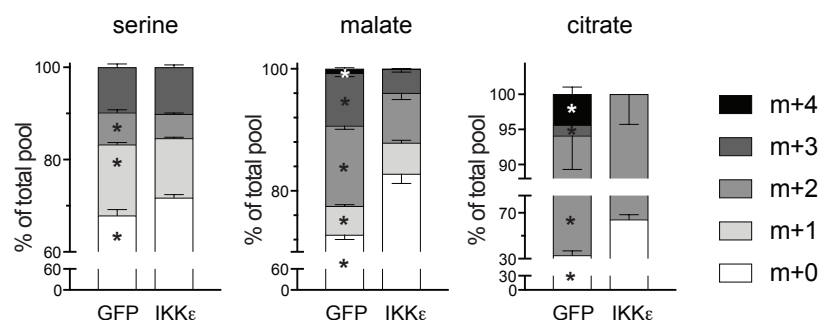 serine
malate
citrate
% of total pool
100
80
60
60
0
*
*
*
GFP IKKε
% of total pool
100
80
60
0
*
*
*
*
*
GFP IKKε
% of total pool
100
95
90
70
30
30
0
*
*
*
*
GFP IKKε
m+4
m+3
m+2
m+1
m+0